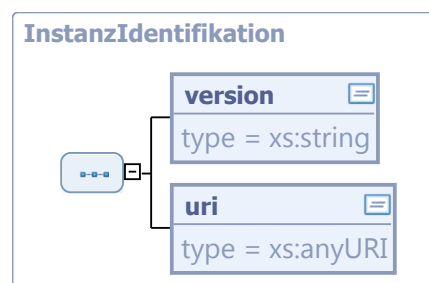 InstanzIdentifikation
version
type = xs:string
uri
type = xs:anyURI